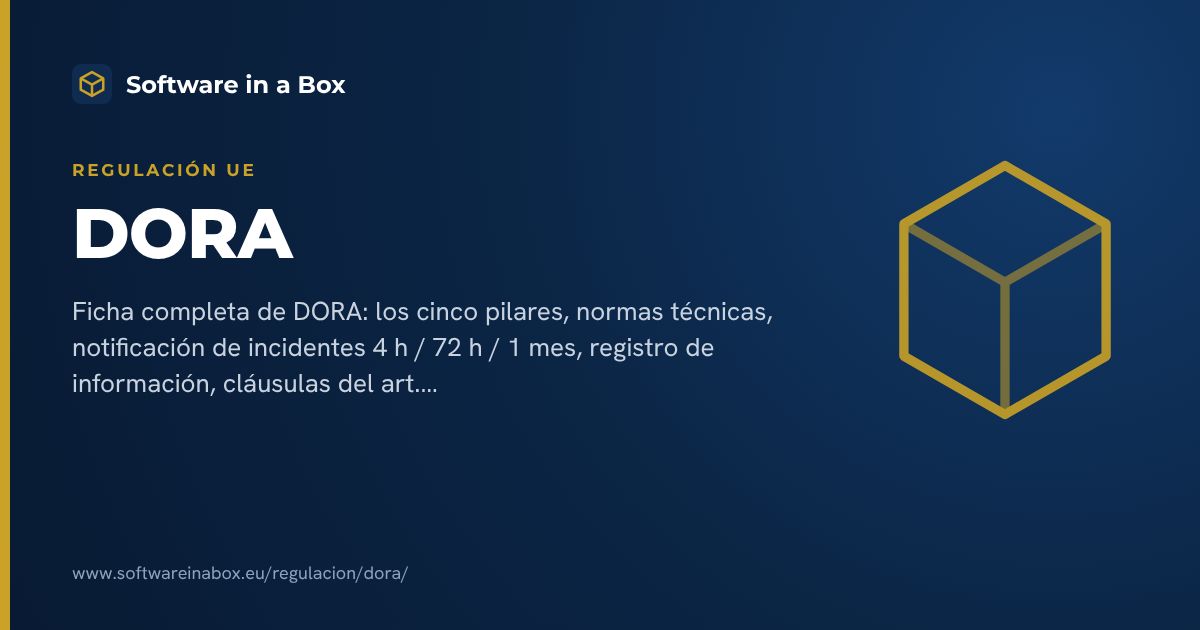 Software in a Box
REGULACIÓN UE
DORA
Ficha completa de DORA: los cinco pilares, normas técnicas,
notificación de incidentes 4 h / 72 h / 1 mes, registro de
información, cláusulas del art....
www.softwareinabox.eu/regulacion/dora/